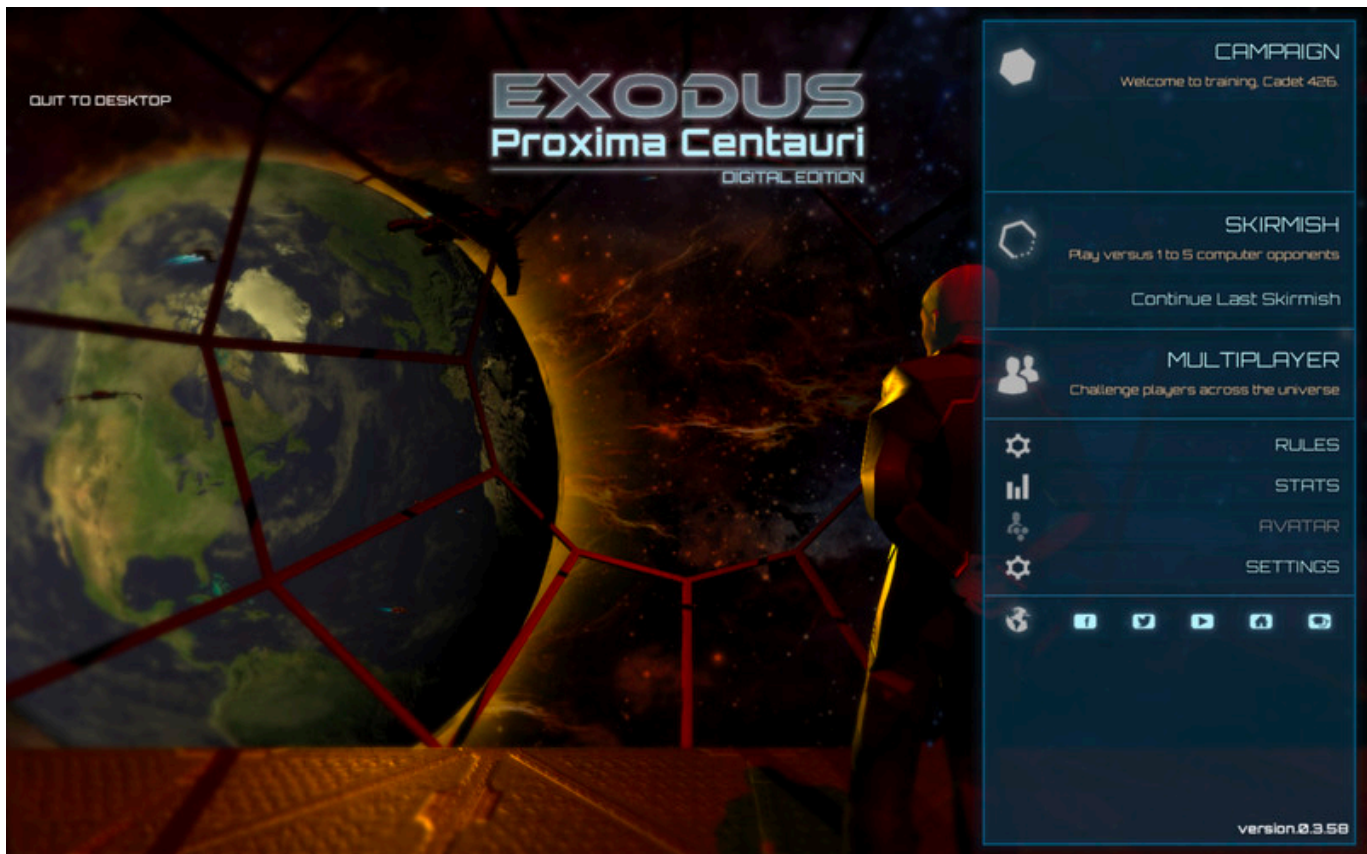 QUIT TO DESKTOP
EXODUS
Proxima Centauri
DIGITAL EDITION
CAMPAIGN
Welcome to training, Cadet 426.
SKIRMISH
Play versus 1 to 5 computer opponents
Continue Last Skirmish
MULTIPLAYER
Challenge players across the universe
RULES
STATS
AVATAR
SETTINGS
version.0.3.58